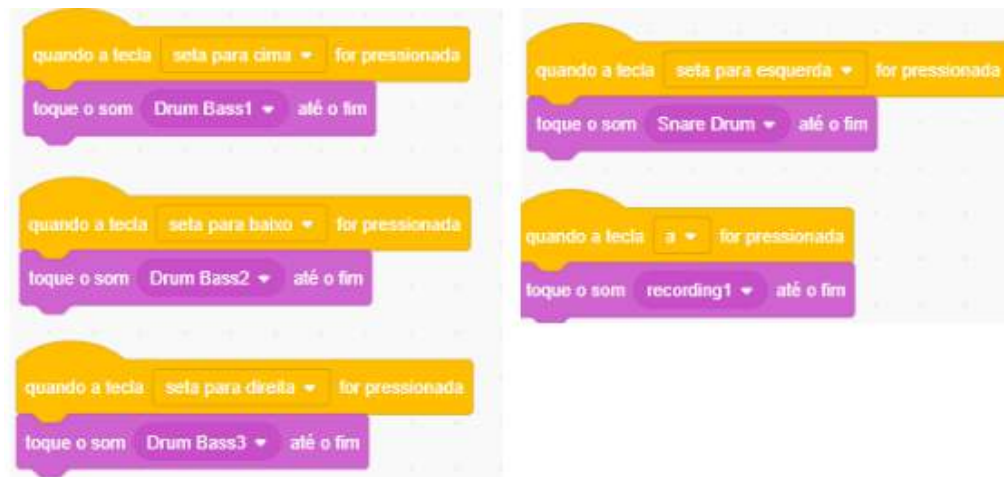 quando a tecla seta para cima for pressionada
toque o som Drum Bass1 até o fim
quando a tecla seta para baixo for pressionada
toque o som Drum Bass2 até o fim
quando a tecla seta para direita for pressionada
toque o som Drum Bass3 até o fim
quando a tecla seta para esquerda for pressionada
toque o som Snare Drum até o fim
quando a tecla a for pressionada
toque o som recording1 até o fim